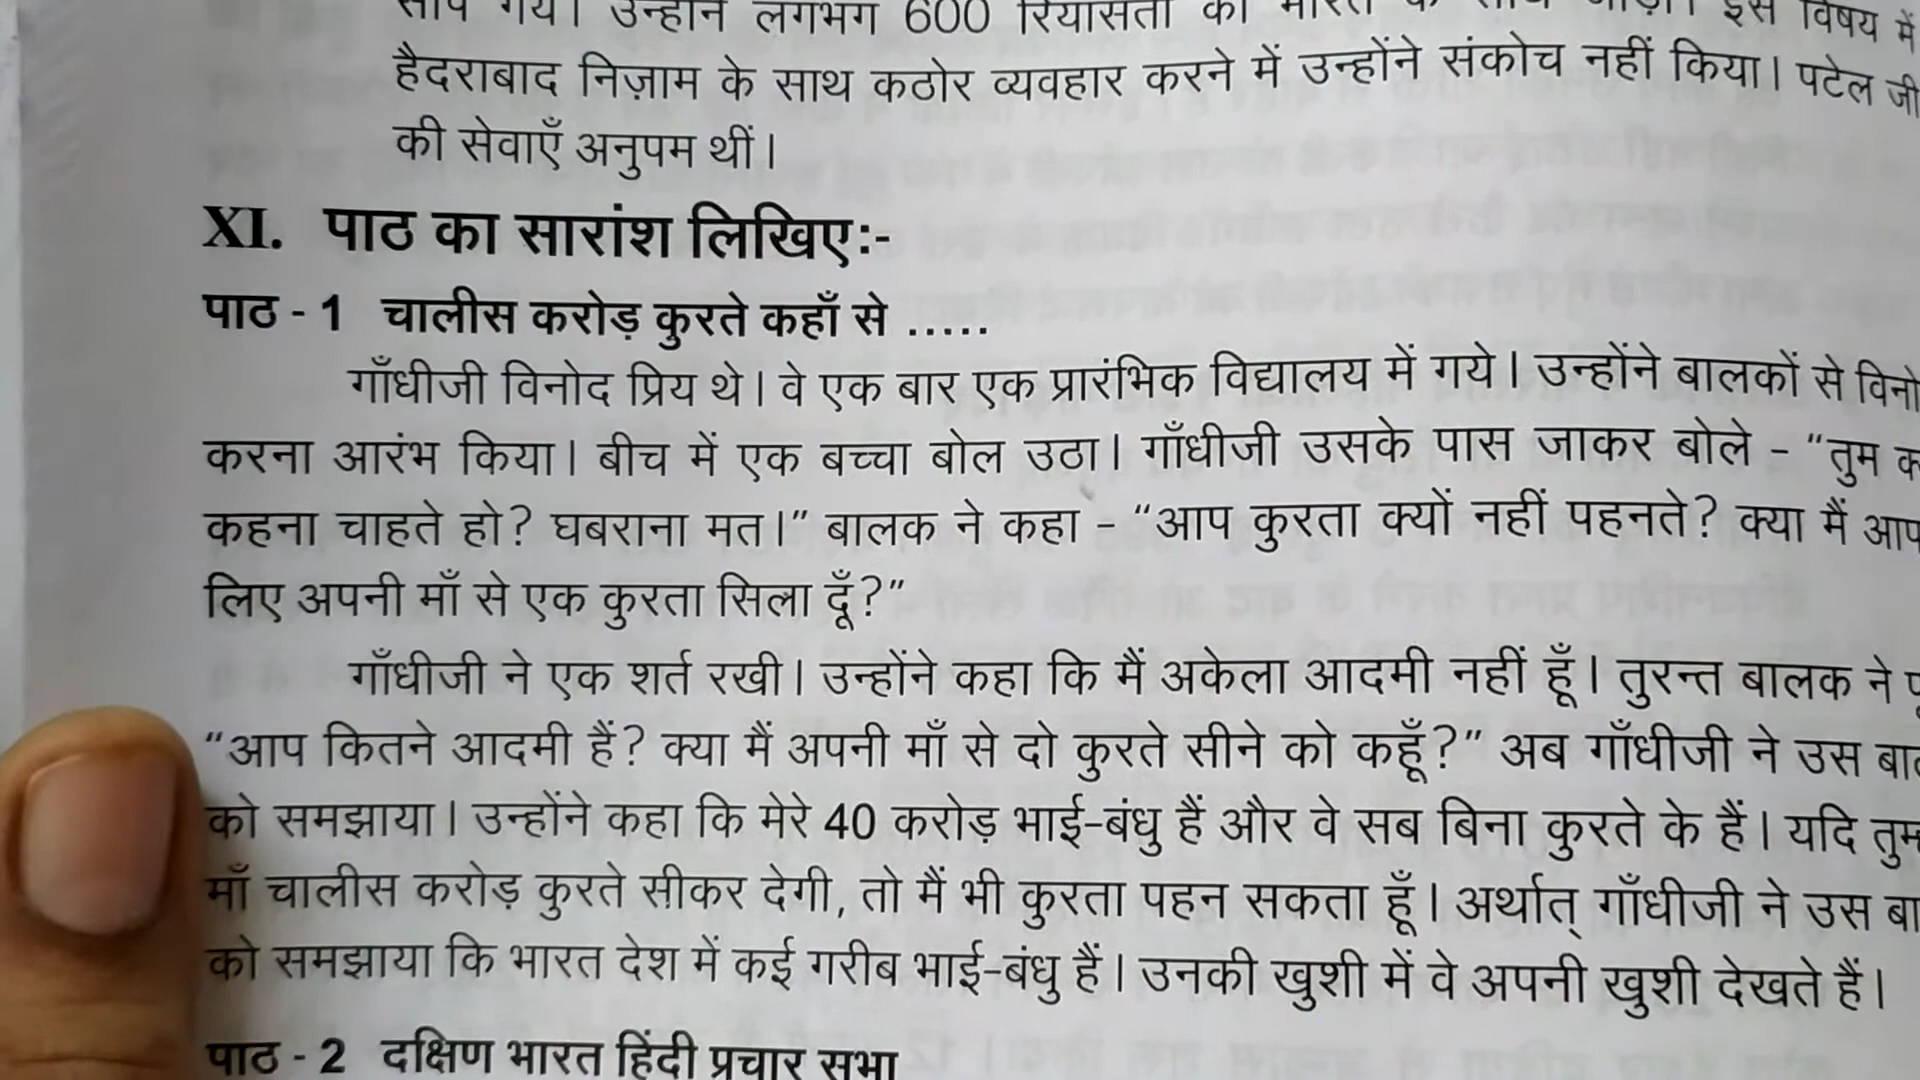 गये। उन्होंने लगभग 600 रियासतों को भारत के साथ जोड़ा। इस विषय में
हैदराबाद निज़ाम के साथ कठोर व्यवहार करने में उन्होंने संकोच नहीं किया। पटेल जी
की सेवाएँ अनुपम थीं।
XI. पाठ का सारांश लिखिए:-
पाठ - 1 चालीस करोड़ कुरते कहाँ से .....
गाँधीजी विनोद प्रिय थे। वे एक बार एक प्रारंभिक विद्यालय में गये। उन्होंने बालकों से
करना आरंभ किया। बीच में एक बच्चा बोल उठा। गाँधीजी उसके पास जाकर बोले - “तुम
कहना चाहते हो? घबराना मत।” बालक ने कहा - “आप कुरता क्यों नहीं पहनते? क्या मैं
लिए अपनी माँ से एक कुरता सिला दूँ?”
गाँधीजी ने एक शर्त रखी। उन्होंने कहा कि मैं अकेला आदमी नहीं हूँ। तुरन्त बालक ने
“आप कितने आदमी हैं? क्या मैं अपनी माँ से दो कुरते सीने को कहूँ?” अब गाँधीजी ने उस
को समझाया। उन्होंने कहा कि मेरे 40 करोड़ भाई-बंधु हैं और वे सब बिना कुरते के हैं। यदि
माँ चालीस करोड़ कुरते सीकर देगी, तो मैं भी कुरता पहन सकता हूँ। अर्थात् गाँधीजी ने उस
को समझाया कि भारत देश में कई गरीब भाई-बंधु हैं। उनकी खुशी में वे अपनी खुशी देखते हैं।
पाठ - 2 दक्षिण भारत हिंदी प्रचार सभा